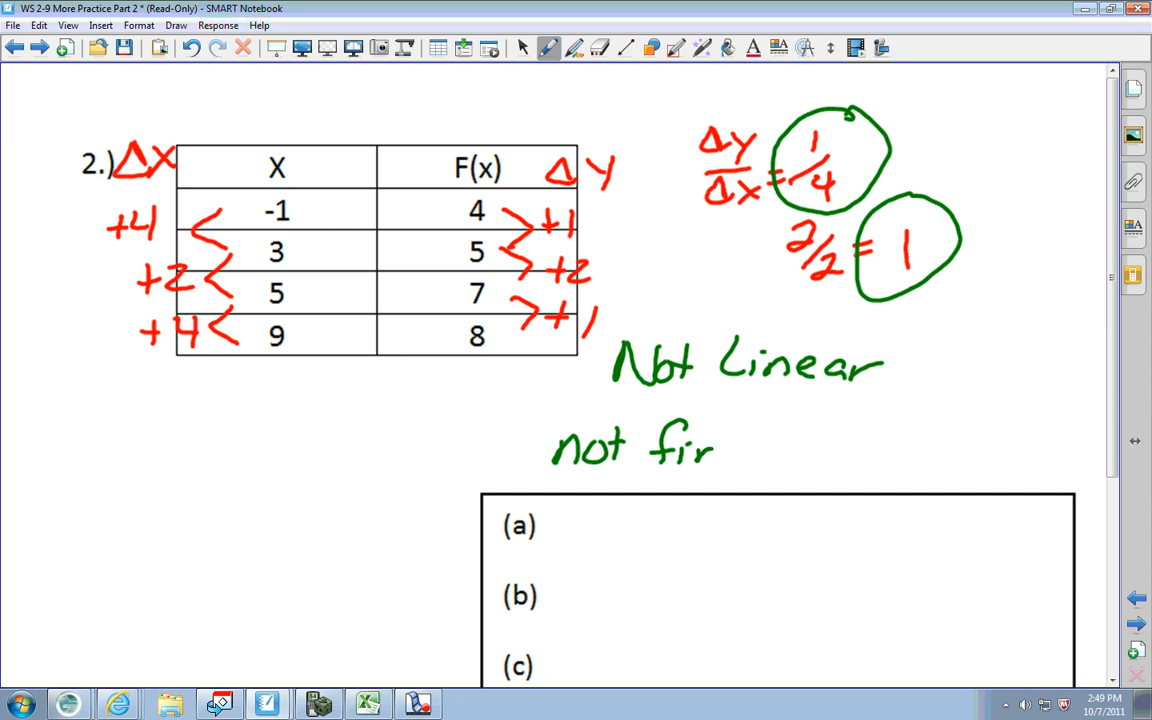 WS 2-9 More Practice Part 2 * (Read-Only) - SMART Notebook
File Edit View Insert Format Draw Response Help
2.) Δx X F(x) Δy
-1 4
+4 +1
3 5
+2 +2
5 7
+4 +1
9 8
Δy/Δx = 1/4
2/2 = 1
Not Linear
not fir
(a)
(b)
(c)
2:49 PM
10/7/2011